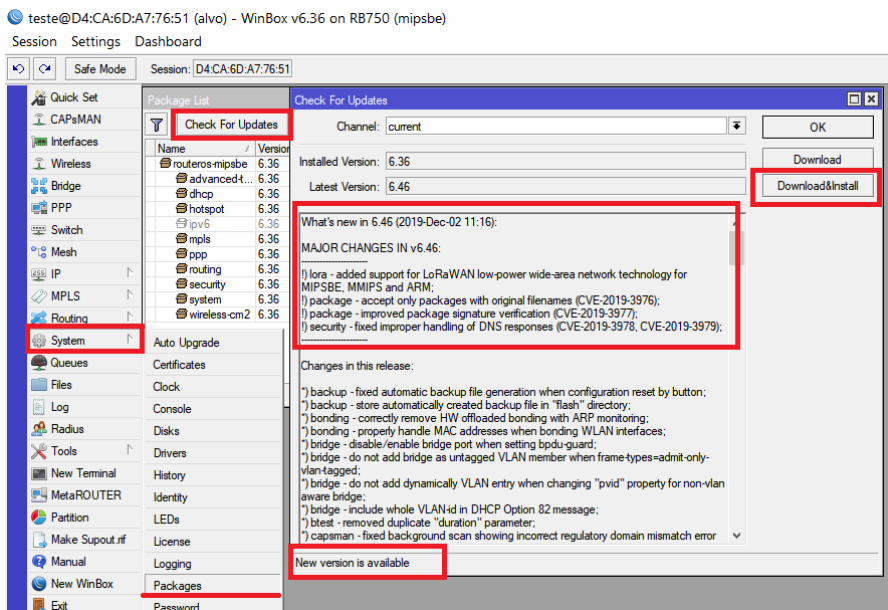 teste@D4:CA:6D:A7:76:51 (alvo) - WinBox v6.36 on RB750 (mipsbe)
Session Settings Dashboard
Safe Mode Session: D4:CA:6D:A7:76:51
Quick Set
CAPsMAN
Interfaces
Wireless
Bridge
PPP
Switch
Mesh
IP
MPLS
Routing
System
Queues
Files
Log
Radius
Tools
New Terminal
MetaROUTER
Partition
Make Supout.rif
Manual
New WinBox
Exit
Package List
Check For Updates
Name / Version
routeros-mipsbe 6.36
advanced-t... 6.36
dhcp 6.36
hotspot 6.36
ipv6 6.36
mpls 6.36
ppp 6.36
routing 6.36
security 6.36
system 6.36
wireless-cm2 6.36
Auto Upgrade
Certificates
Clock
Console
Disks
Drivers
History
Identity
LEDs
License
Logging
Packages
Password
Check For Updates
Channel: current
Installed Version: 6.36
Latest Version: 6.46
OK
Download
Download&Install
What's new in 6.46 (2019-Dec-02 11:16):
MAJOR CHANGES IN v6.46:
----------------------
!) lora - added support for LoRaWAN low-power wide-area network technology for
MIPSBE, MMIPS and ARM;
!) package - accept only packages with original filenames (CVE-2019-3976);
!) package - improved package signature verification (CVE-2019-3977);
!) security - fixed improper handling of DNS responses (CVE-2019-3978, CVE-2019-3979);
----------------------
Changes in this release:
*) backup - fixed automatic backup file generation when configuration reset by button;
*) backup - store automatically created backup file in "flash" directory;
*) bonding - correctly remove HW offloaded bonding with ARP monitoring;
*) bonding - properly handle MAC addresses when bonding WLAN interfaces;
*) bridge - disable/enable bridge port when setting bpdu-guard;
*) bridge - do not add bridge as untagged VLAN member when frame-types=admit-only-
vlan-tagged;
*) bridge - do not add dynamically VLAN entry when changing "pvid" property for non-vlan
aware bridge;
*) bridge - include whole VLAN-id in DHCP Option 82 message;
*) btest - removed duplicate "duration" parameter;
*) capsman - fixed background scan showing incorrect regulatory domain mismatch error
New version is available